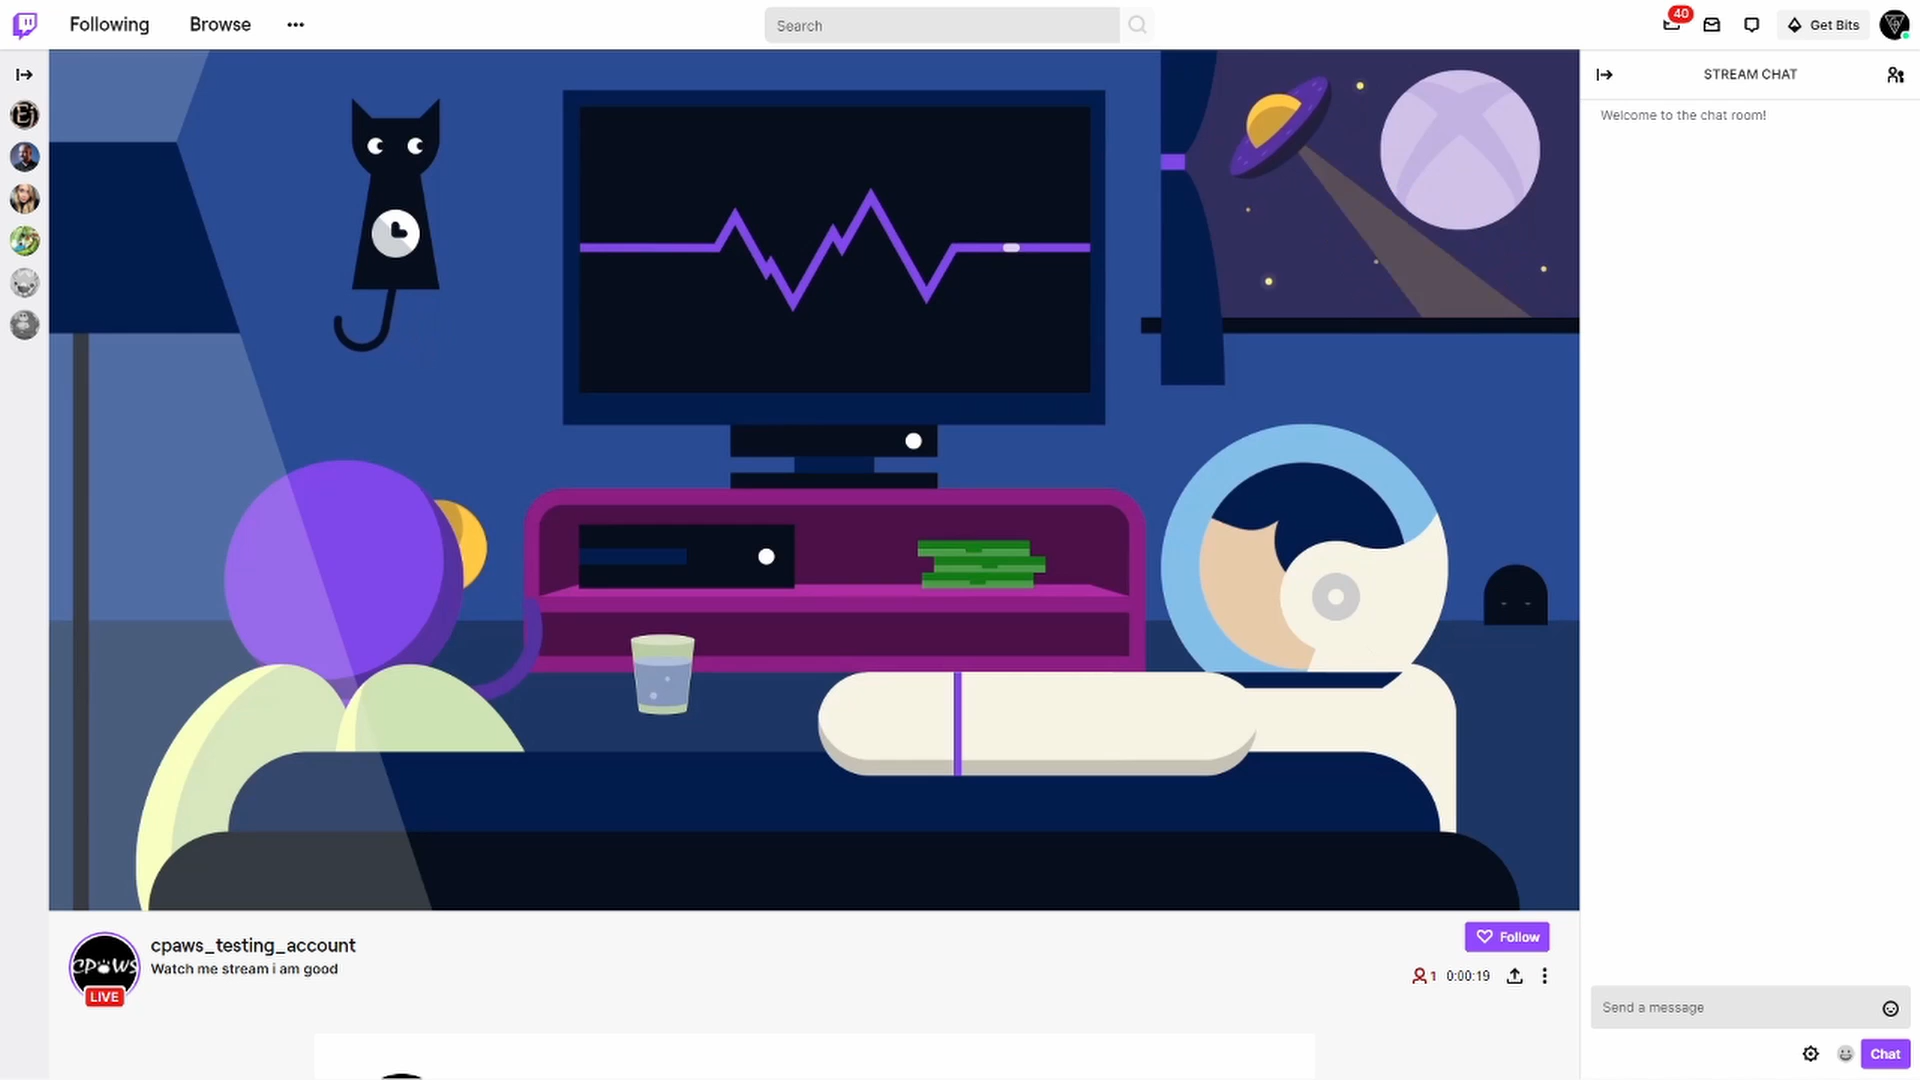 Following
Browse
Search
40
Get Bits
STREAM CHAT
Welcome to the chat room!
Ej
cpaws_testing_account
Watch me stream i am good
CPAWS
LIVE
Follow
1
0:00:19
Send a message
Chat